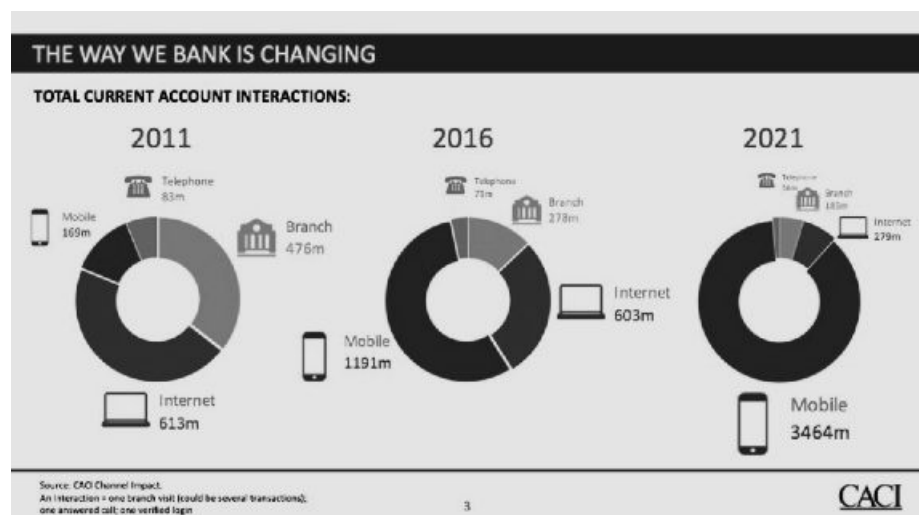 THE WAY WE BANK IS CHANGING
TOTAL CURRENT ACCOUNT INTERACTIONS:
2011
Telephone
83m
Mobile
169m
Branch
476m
Internet
613m
2016
Telephone
71m
Branch
278m
Internet
603m
Mobile
1191m
2021
Telephone
Branch
183m
Internet
279m
Mobile
3464m
Source: CACI Channel Impact.
An Interaction = one branch visit (could be several transactions);
one answered call; one verified login
3
CACI